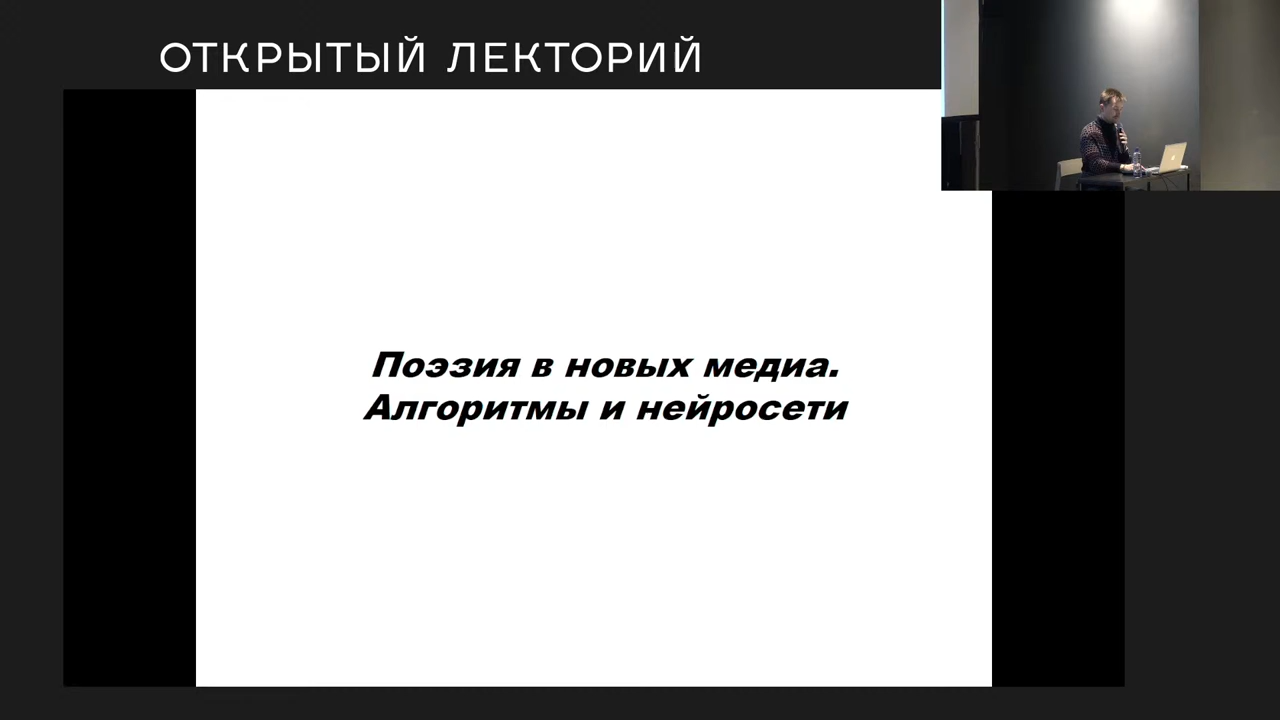 ОТКРЫТЫЙ ЛЕКТОРИЙ
Поэзия в новых медиа.
Алгоритмы и нейросети